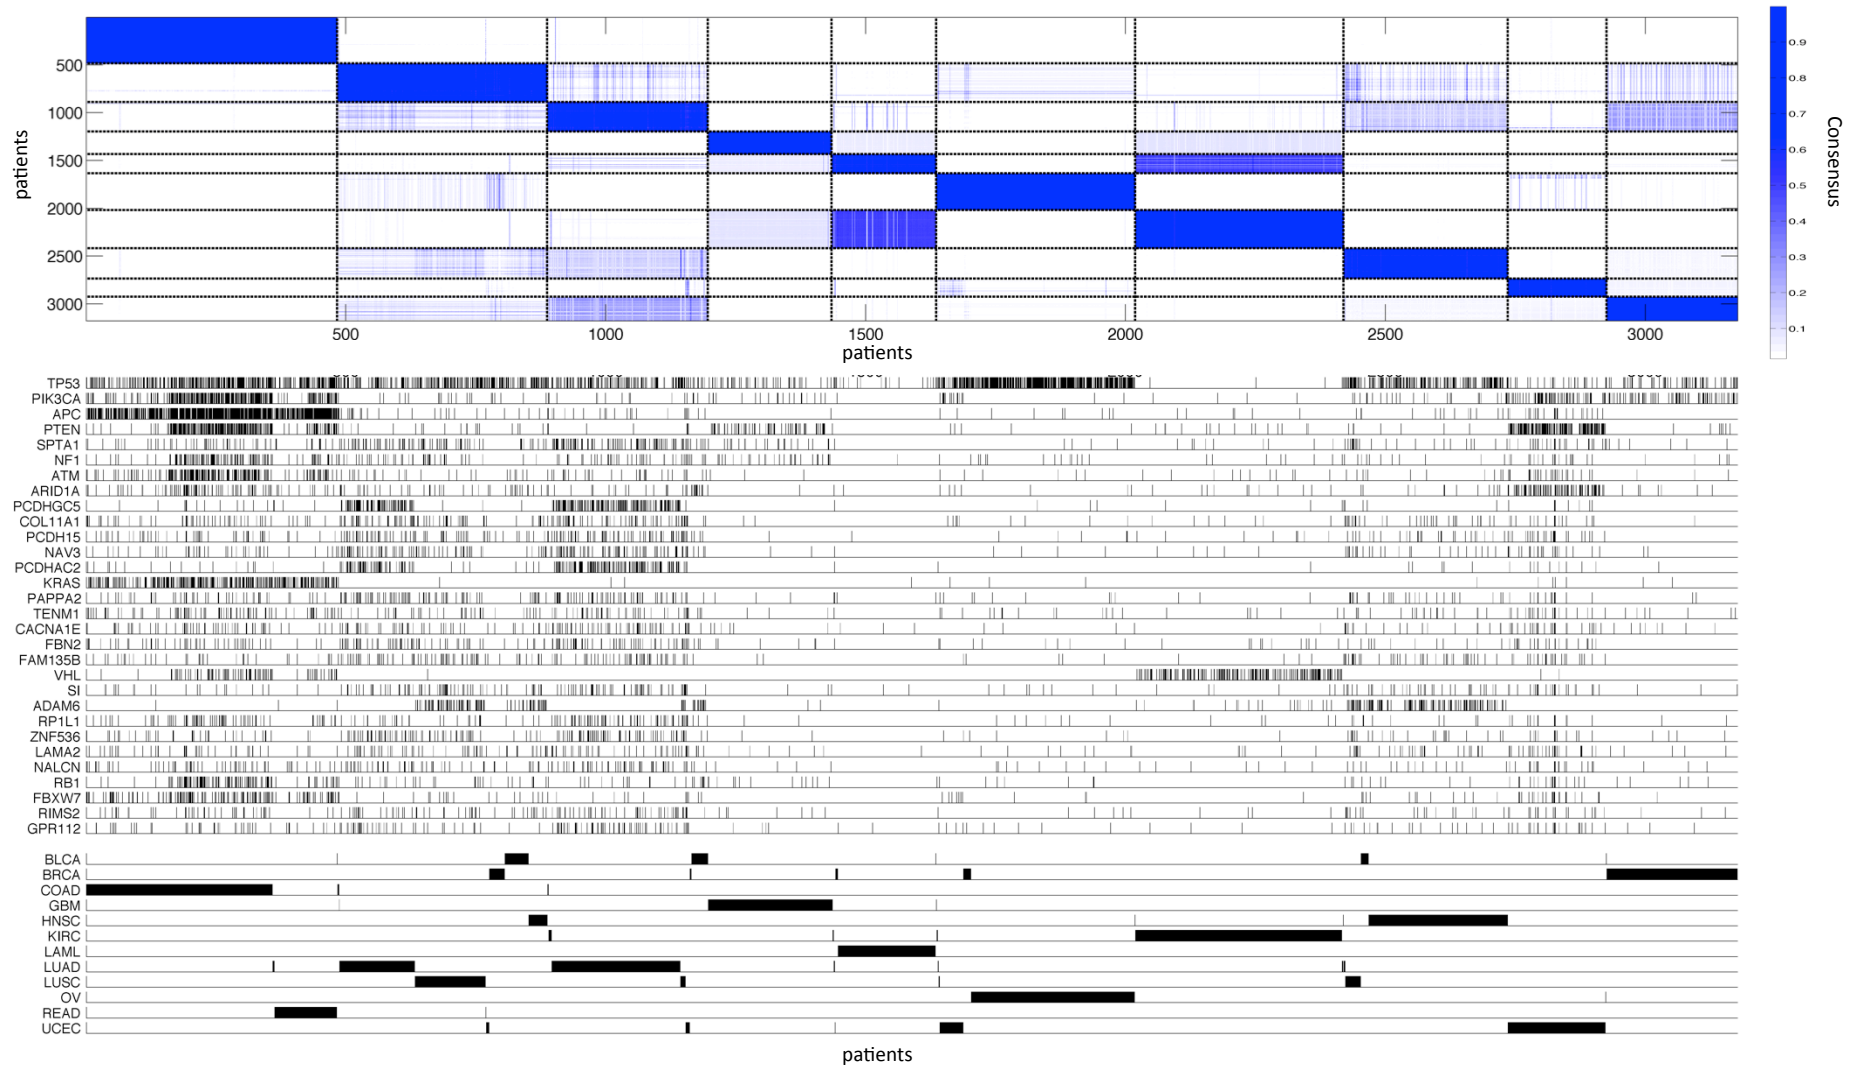 500
1000
1500
2000
2500
3000
patients
500 1000 1500 2000 2500 3000
patients
0.9
0.8
0.7
0.6
0.5
0.4
0.3
0.2
0.1
Consensus
TP53
PIK3CA
APC
PTEN
SPTA1
NF1
ATM
ARID1A
PCDHGC5
COL11A1
PCDH15
NAV3
PCDHAC2
KRAS
PAPPA2
TENM1
CACNA1E
FBN2
FAM135B
VHL
SI
ADAM6
RP1L1
ZNF536
LAMA2
NALCN
RB1
FBXW7
RIMS2
GPR112
BLCA
BRCA
COAD
GBM
HNSC
KIRC
LAML
LUAD
LUSC
OV
READ
UCEC
patients